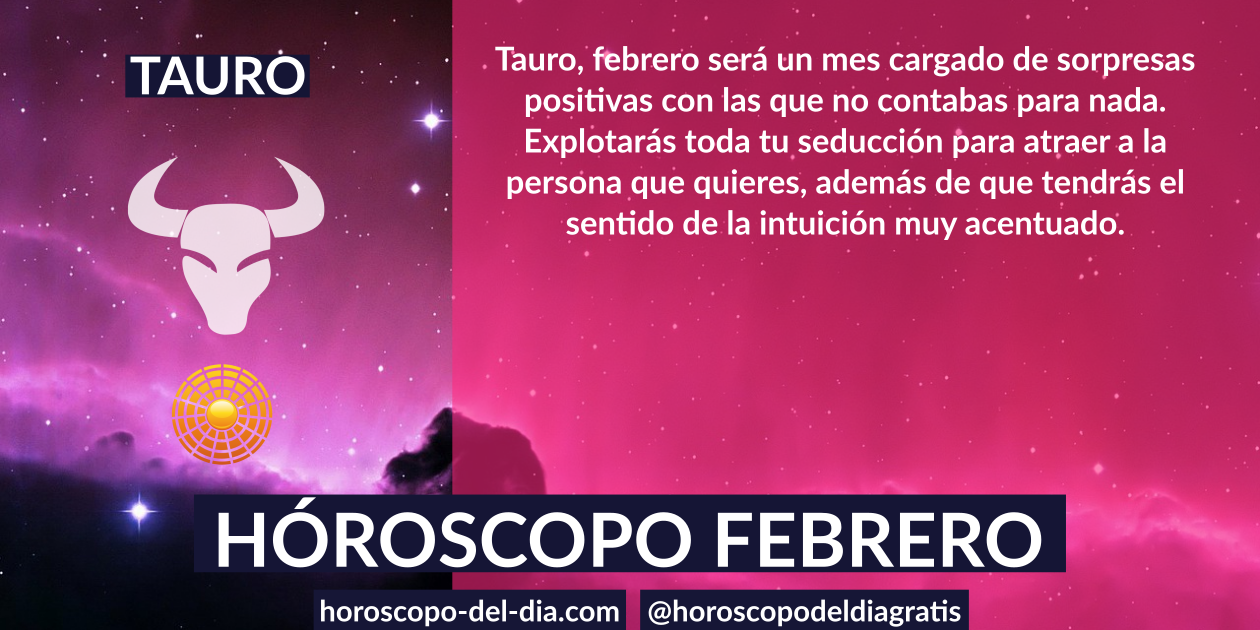 TAURO
Tauro, febrero será un mes cargado de sorpresas
positivas con las que no contabas para nada.
Explotarás toda tu seducción para atraer a la
persona que quieres, además de que tendrás el
sentido de la intuición muy acentuado.
HÓROSCOPO FEBRERO
horoscopo-del-dia.com
@horoscopodeldiagratis